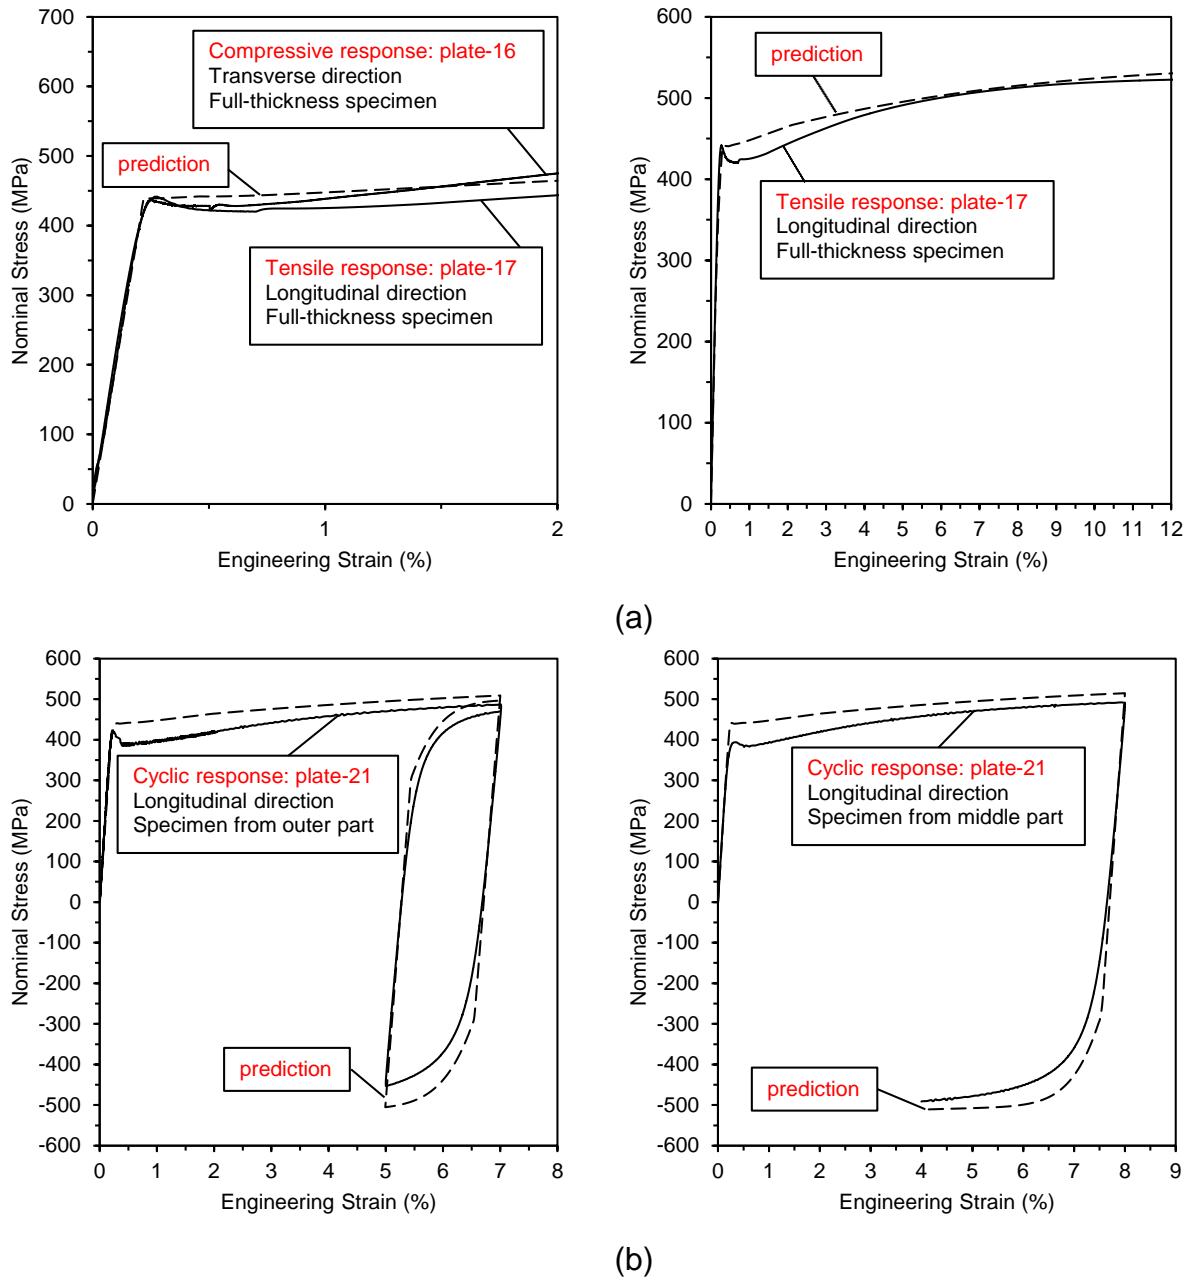 700
600
500
400
300
200
100
0
Nominal Stress (MPa)
Compressive response: plate-16
Transverse direction
Full-thickness specimen
prediction
Tensile response: plate-17
Longitudinal direction
Full-thickness specimen
0 1 2
Engineering Strain (%)
600
500
400
300
200
100
0
Nominal Stress (MPa)
prediction
Tensile response: plate-17
Longitudinal direction
Full-thickness specimen
0 1 2 3 4 5 6 7 8 9 10 11 12
Engineering Strain (%)
(a)
600
500
400
300
200
100
0
-100
-200
-300
-400
-500
-600
Nominal Stress (MPa)
Cyclic response: plate-21
Longitudinal direction
Specimen from outer part
prediction
0 1 2 3 4 5 6 7 8
Engineering Strain (%)
600
500
400
300
200
100
0
-100
-200
-300
-400
-500
-600
Nominal Stress (MPa)
Cyclic response: plate-21
Longitudinal direction
Specimen from middle part
prediction
0 1 2 3 4 5 6 7 8 9
Engineering Strain (%)
(b)